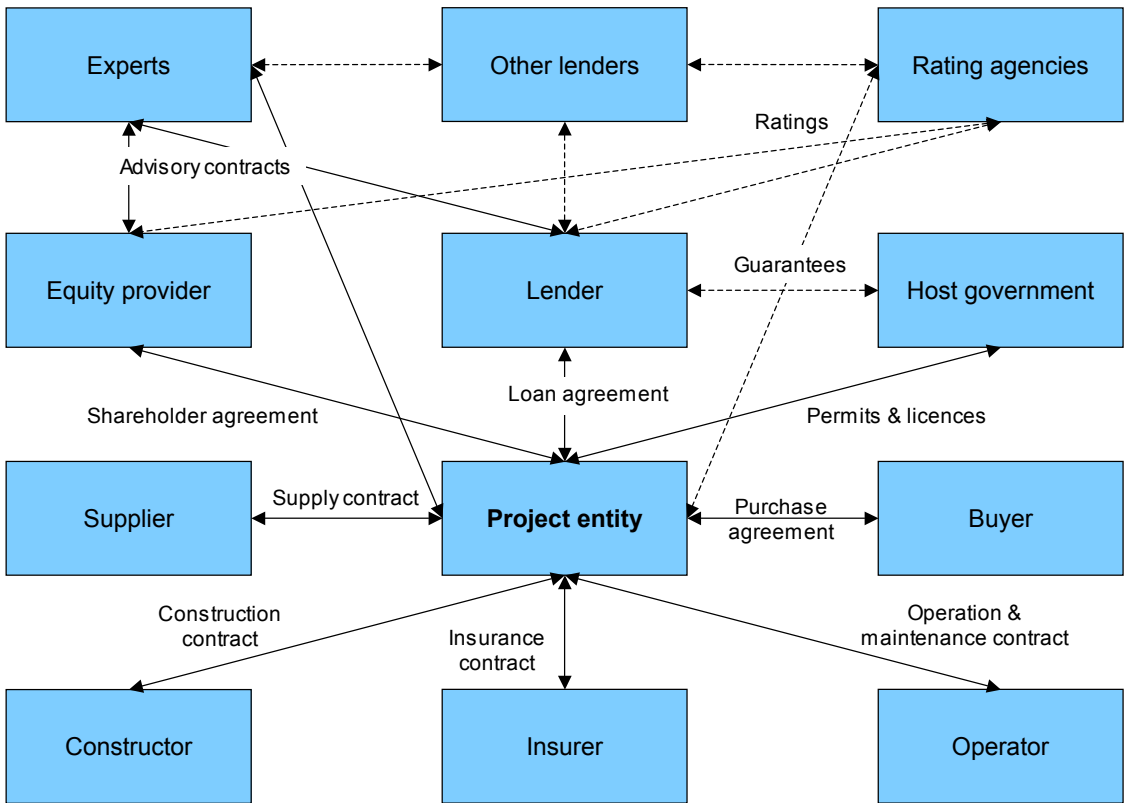 Experts
Other lenders
Rating agencies
Ratings
Advisory contracts
Equity provider
Lender
Guarantees
Host government
Shareholder agreement
Loan agreement
Permits & licences
Supplier
Supply contract
Project entity
Purchase
agreement
Buyer
Construction
contract
Insurance
contract
Operation &
maintenance contract
Constructor
Insurer
Operator